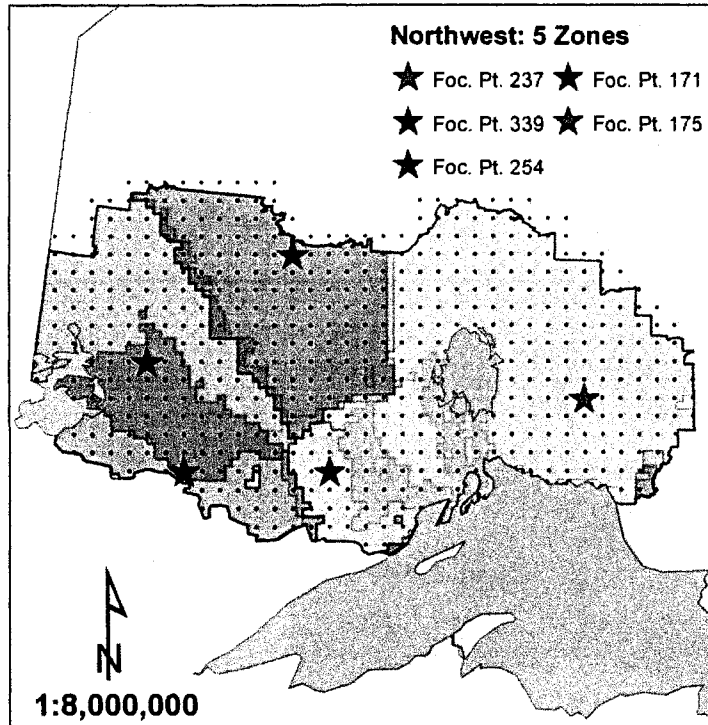 Northwest: 5 Zones
Foc. Pt. 237 Foc. Pt. 171
Foc. Pt. 339 Foc. Pt. 175
Foc. Pt. 254
N
1:8,000,000